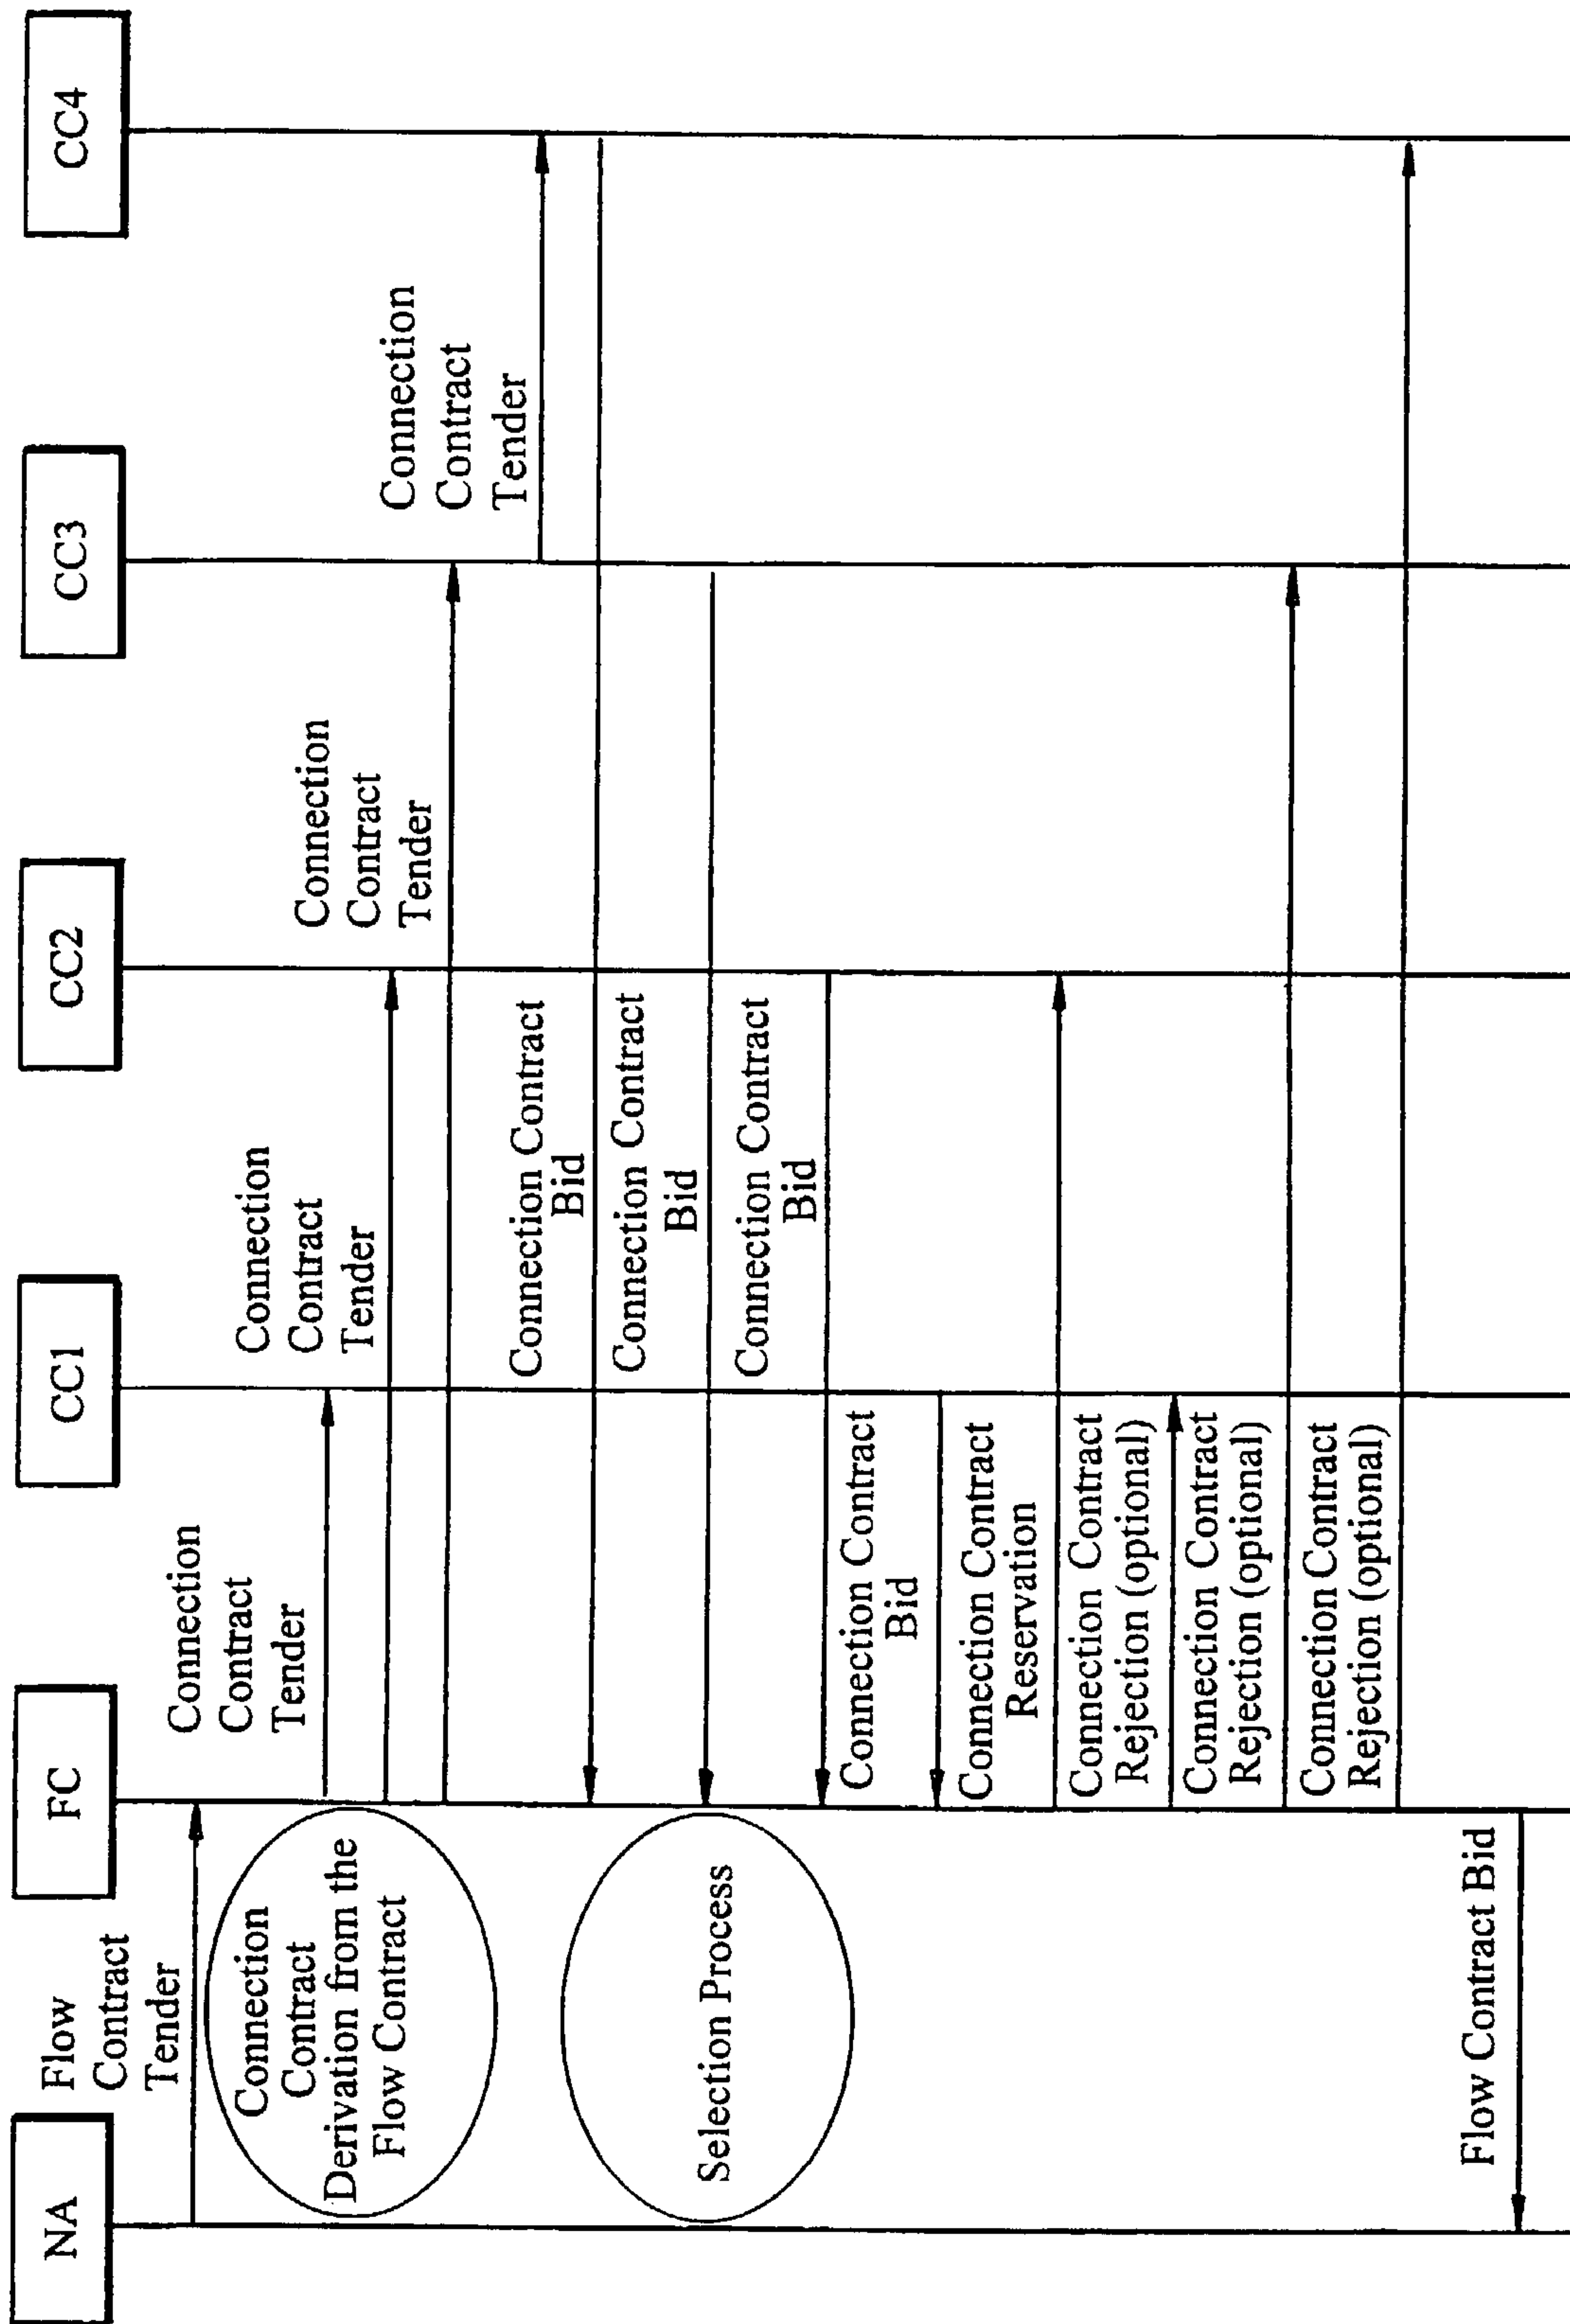 NA
FC
CC1
CC2
CC3
CC4
Flow
Contract
Tender
Connection
Contract
Derivation from the
Flow Contract
Connection
Contract
Tender
Connection
Contract
Tender
Connection
Contract
Tender
Connection
Contract
Tender
Connection Contract
Bid
Connection Contract
Bid
Selection Process
Connection Contract
Bid
Connection Contract
Bid
Connection Contract
Reservation
Connection Contract
Rejection (optional)
Connection Contract
Rejection (optional)
Connection Contract
Rejection (optional)
Flow Contract Bid